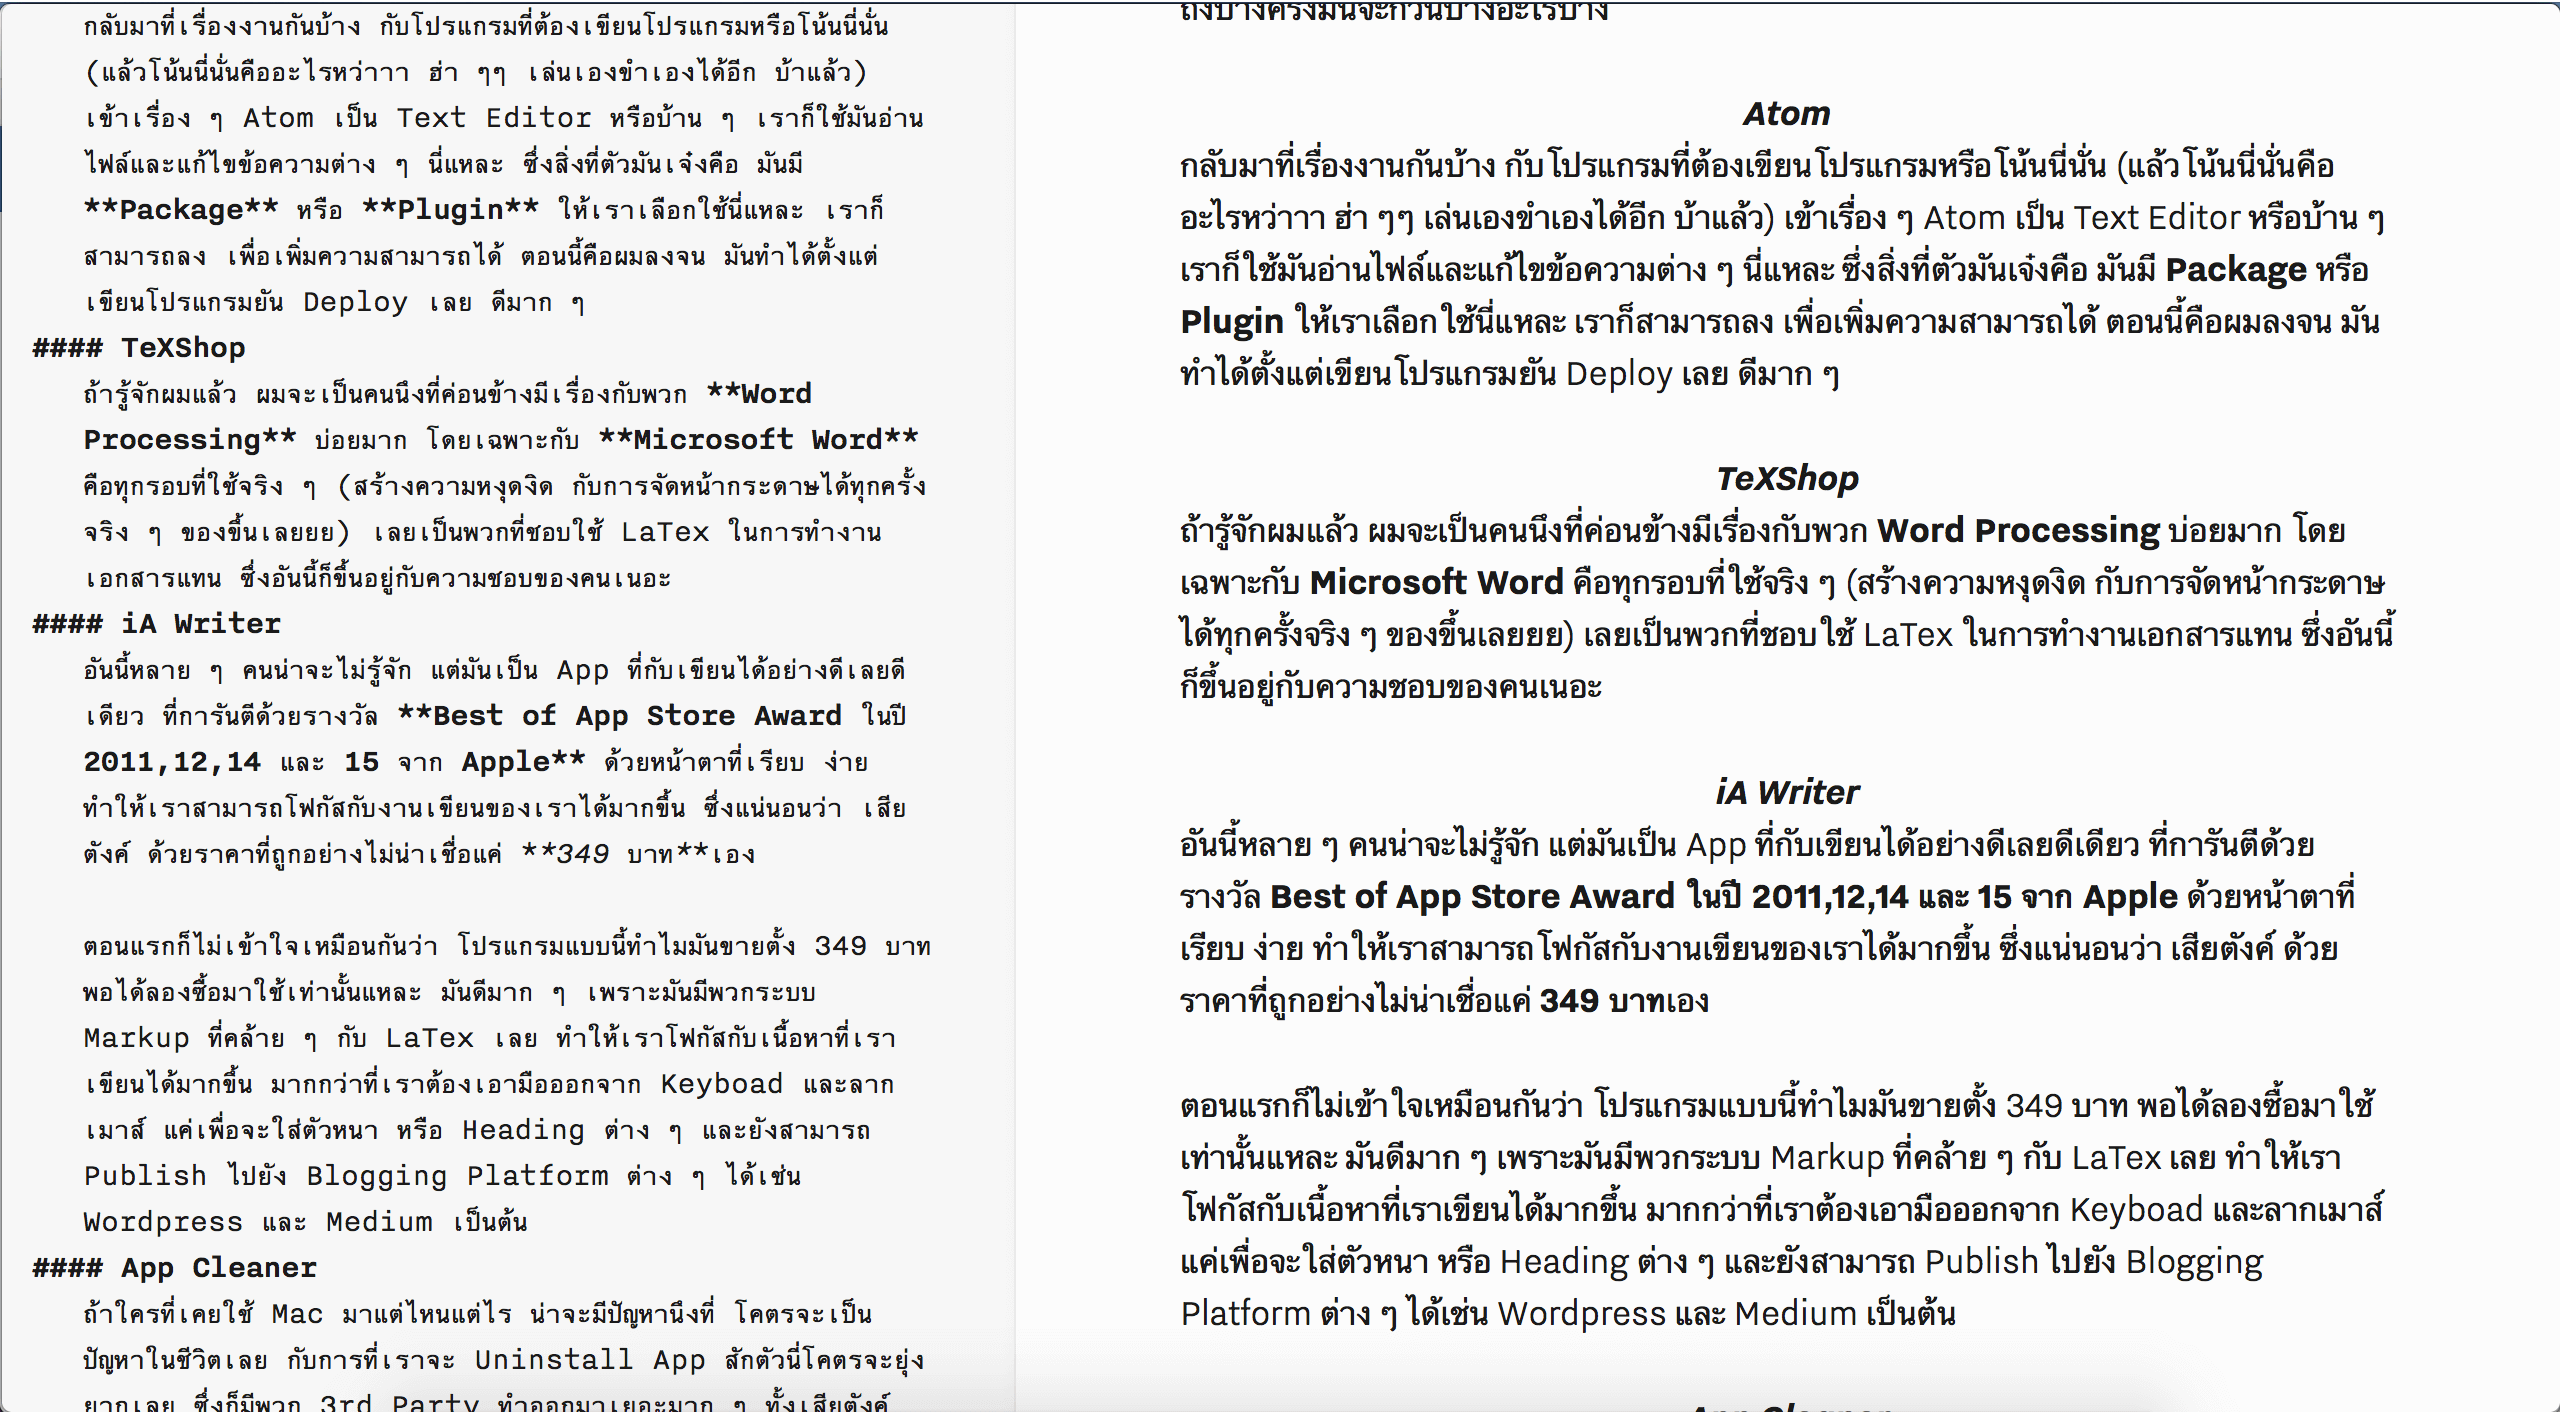 กลับมาที่เรื่องงานกันบ้าง กับโปรแกรมที่ต้องเขียนโปรแกรมหรือโน้นนี่นั่น
(แล้วโน้นนี่นั่นคืออะไรหว่าาา ฮ่า ๆๆ เล่นเองขำเองได้อีก บ้าแล้ว)
เข้าเรื่อง ๆ Atom เป็น Text Editor หรือบ้าน ๆ เราก็ใช้มันอ่าน
ไฟล์และแก้ไขข้อความต่าง ๆ นี่แหละ ซึ่งสิ่งที่ตัวมันเจ๋งคือ มันมี
**Package** หรือ **Plugin** ให้เราเลือกใช้นี่แหละ เราก็
สามารถลง เพื่อเพิ่มความสามารถได้ ตอนนี้คือผมลงจน มันทำได้ตั้งแต่
เขียนโปรแกรมยัน Deploy เลย ดีมาก ๆ
#### TeXShop
ถ้ารู้จักผมแล้ว ผมจะเป็นคนนึงที่ค่อนข้างมีเรื่องกับพวก **Word
Processing** บ่อยมาก โดยเฉพาะกับ **Microsoft Word**
คือทุกรอบที่ใช้จริง ๆ (สร้างความหงุดงิด กับการจัดหน้ากระดาษได้ทุกครั้ง
จริง ๆ ของขึ้นเลยยย) เลยเป็นพวกที่ชอบใช้ LaTex ในการทำงาน
เอกสารแทน ซึ่งอันนี้ก็ขึ้นอยู่กับความชอบของคนเนอะ
#### iA Writer
อันนี้หลาย ๆ คนน่าจะไม่รู้จัก แต่มันเป็น App ที่กับเขียนได้อย่างดีเลยดี
เดียว ที่การันตีด้วยรางวัล **Best of App Store Award ในปี
2011,12,14 และ 15 จาก Apple** ด้วยหน้าตาที่เรียบ ง่าย
ทำให้เราสามารถโฟกัสกับงานเขียนของเราได้มากขึ้น ซึ่งแน่นอนว่า เสีย
ตังค์ ด้วยราคาที่ถูกอย่างไม่น่าเชื่อแค่ **349 บาท**เอง
ตอนแรกก็ไม่เข้าใจเหมือนกันว่า โปรแกรมแบบนี้ทำไมมันขายตั้ง 349 บาท
พอได้ลองซื้อมาใช้เท่านั้นแหละ มันดีมาก ๆ เพราะมันมีพวกระบบ
Markup ที่คล้าย ๆ กับ LaTex เลย ทำให้เราโฟกัสกับเนื้อหาที่เรา
เขียนได้มากขึ้น มากกว่าที่เราต้องเอามือออกจาก Keyboad และลาก
เมาส์ แค่เพื่อจะใส่ตัวหนา หรือ Heading ต่าง ๆ และยังสามารถ
Publish ไปยัง Blogging Platform ต่าง ๆ ได้เช่น
Wordpress และ Medium เป็นต้น
#### App Cleaner
ถ้าใครที่เคยใช้ Mac มาแต่ไหนแต่ไร น่าจะมีปัญหานึงที่ โคตรจะเป็น
ปัญหาในชีวิตเลย กับการที่เราจะ Uninstall App สักตัวนี่โคตรจะยุ่ง
ยากเลย ซึ่งก็มีพวก 3rd Party ทำออกมาเยอะมาก ๆ ทั้งเสียตังค์
Atom
กลับมาที่เรื่องงานกันบ้าง กับโปรแกรมที่ต้องเขียนโปรแกรมหรือโน้นนี่นั่น (แล้วโน้นนี่นั่นคือ
อะไรหว่าาา ฮ่า ๆๆ เล่นเองขำเองได้อีก บ้าแล้ว) เข้าเรื่อง ๆ Atom เป็น Text Editor หรือบ้าน ๆ
เราก็ใช้มันอ่านไฟล์และแก้ไขข้อความต่าง ๆ นี่แหละ ซึ่งสิ่งที่ตัวมันเจ๋งคือ มันมี Package หรือ
Plugin ให้เราเลือกใช้นี่แหละ เราก็สามารถลง เพื่อเพิ่มความสามารถได้ ตอนนี้คือผมลงจน มัน
ทำได้ตั้งแต่เขียนโปรแกรมยัน Deploy เลย ดีมาก ๆ
TeXShop
ถ้ารู้จักผมแล้ว ผมจะเป็นคนนึงที่ค่อนข้างมีเรื่องกับพวก Word Processing บ่อยมาก โดย
เฉพาะกับ Microsoft Word คือทุกรอบที่ใช้จริง ๆ (สร้างความหงุดงิด กับการจัดหน้ากระดาษ
ได้ทุกครั้งจริง ๆ ของขึ้นเลยยย) เลยเป็นพวกที่ชอบใช้ LaTex ในการทำงานเอกสารแทน ซึ่งอันนี้
ก็ขึ้นอยู่กับความชอบของคนเนอะ
iA Writer
อันนี้หลาย ๆ คนน่าจะไม่รู้จัก แต่มันเป็น App ที่กับเขียนได้อย่างดีเลยดีเดียว ที่การันตีด้วย
รางวัล Best of App Store Award ในปี 2011,12,14 และ 15 จาก Apple ด้วยหน้าตาที่
เรียบ ง่าย ทำให้เราสามารถโฟกัสกับงานเขียนของเราได้มากขึ้น ซึ่งแน่นอนว่า เสียตังค์ ด้วย
ราคาที่ถูกอย่างไม่น่าเชื่อแค่ 349 บาทเอง
ตอนแรกก็ไม่เข้าใจเหมือนกันว่า โปรแกรมแบบนี้ทำไมมันขายตั้ง 349 บาท พอได้ลองซื้อมาใช้
เท่านั้นแหละ มันดีมาก ๆ เพราะมันมีพวกระบบ Markup ที่คล้าย ๆ กับ LaTex เลย ทำให้เรา
โฟกัสกับเนื้อหาที่เราเขียนได้มากขึ้น มากกว่าที่เราต้องเอามือออกจาก Keyboad และลากเมาส์
แค่เพื่อจะใส่ตัวหนา หรือ Heading ต่าง ๆ และยังสามารถ Publish ไปยัง Blogging
Platform ต่าง ๆ ได้เช่น Wordpress และ Medium เป็นต้น